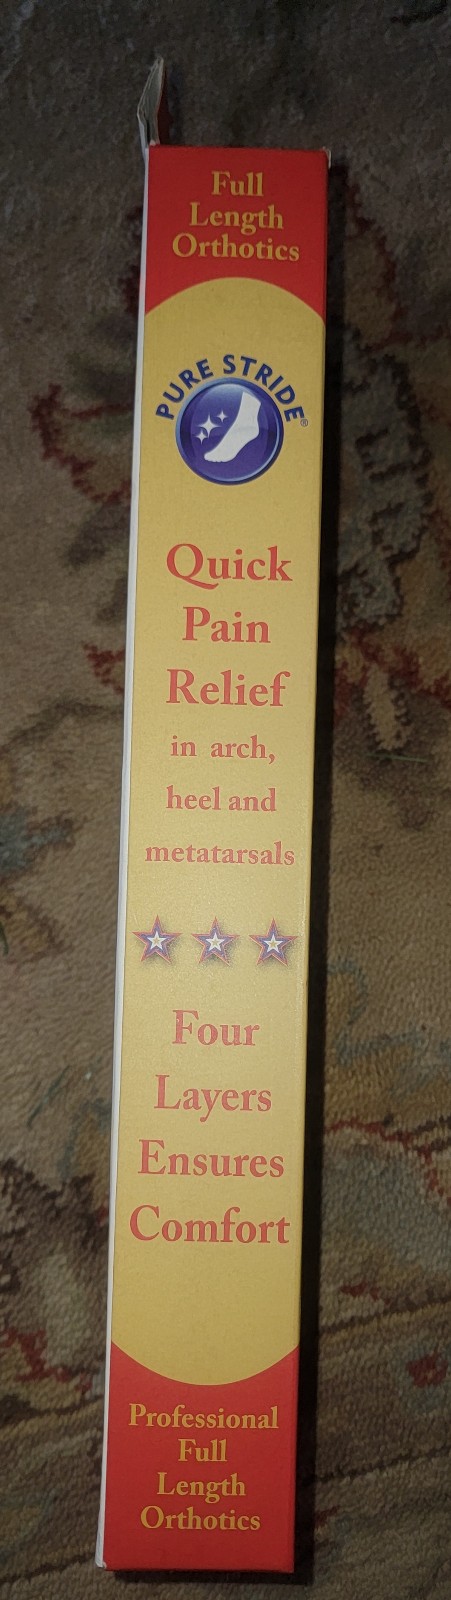 Full
Length
Orthotics
PURE STRIDE®
Quick
Pain
Relief
in arch,
heel and
metatarsals
Four
Layers
Ensures
Comfort
Professional
Full
Length
Orthotics